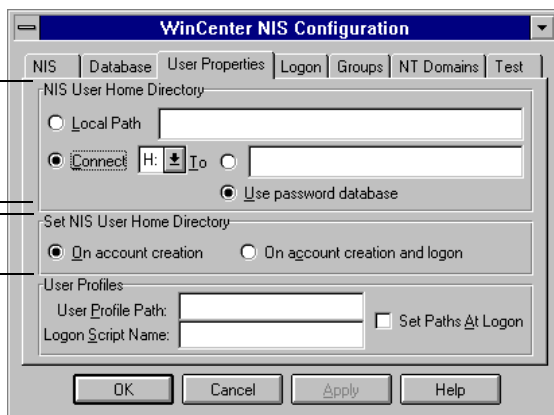 WinCenter NIS Configuration
NIS Database User Properties Logon Groups NT Domains Test
NIS User Home Directory
Local Path
Connect H: To
Use password database
Set NIS User Home Directory
On account creation On account creation and logon
User Profiles
User Profile Path:
Set Paths At Logon
Logon Script Name:
OK Cancel Apply Help